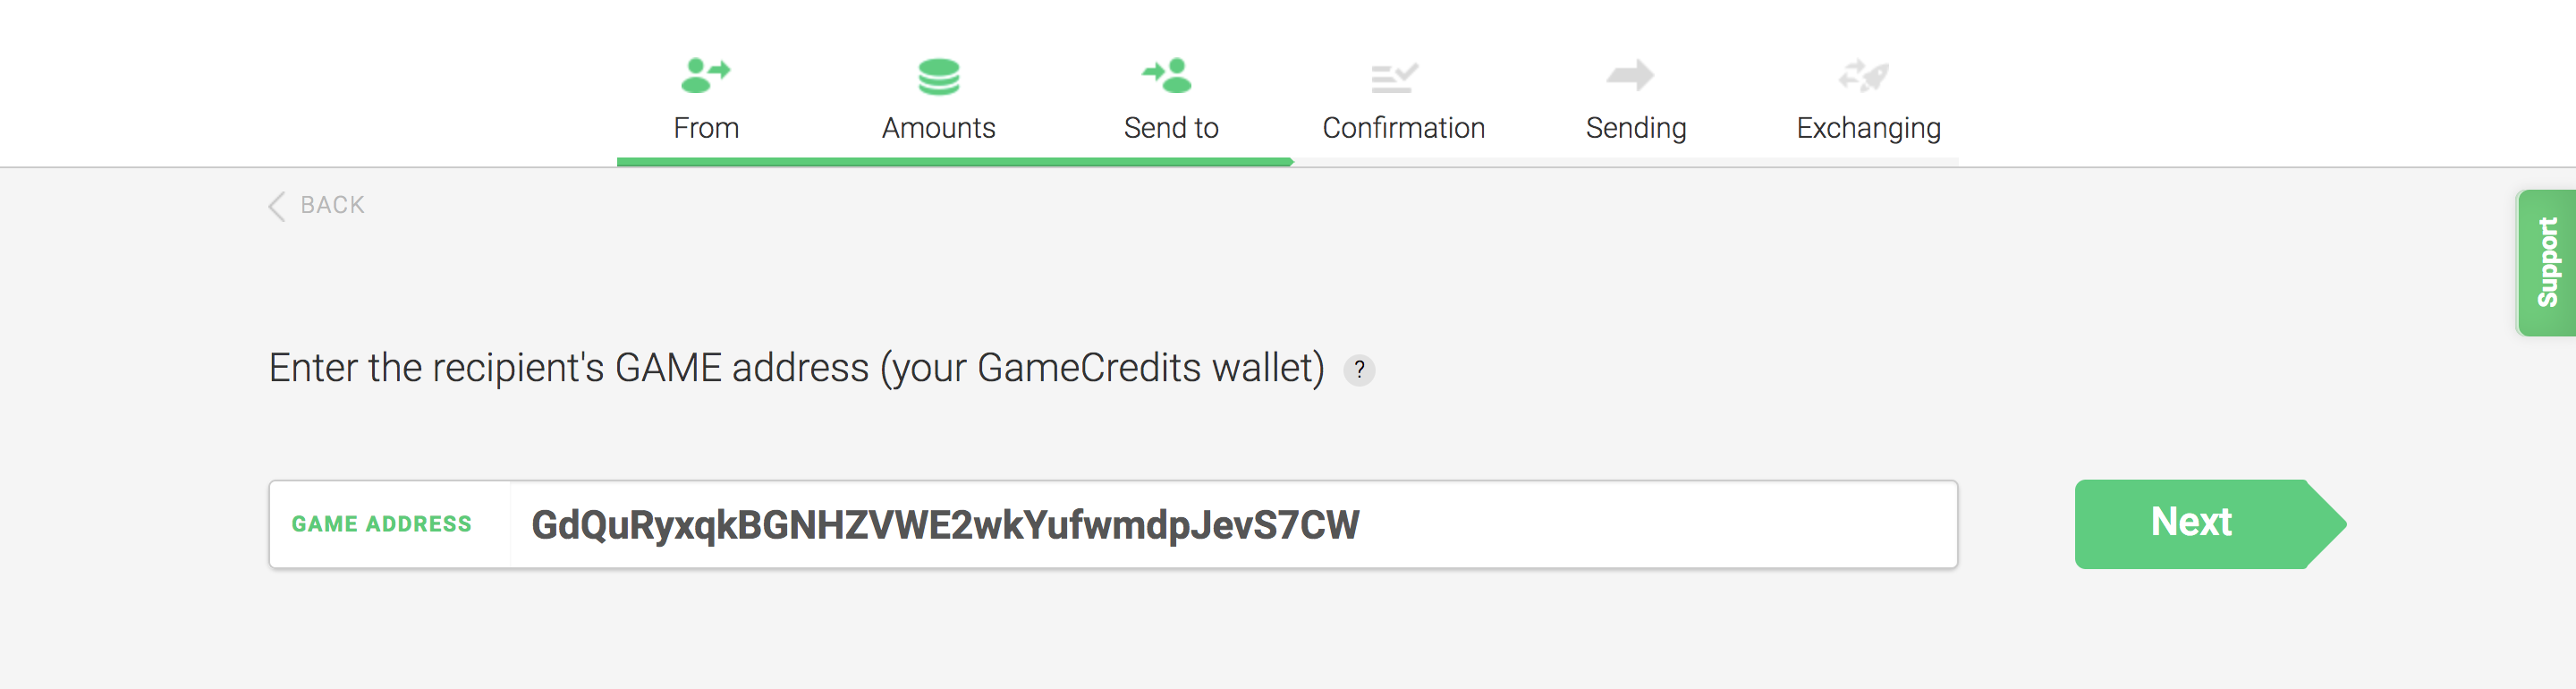 From Amounts Send to Confirmation Sending Exchanging
BACK
Support
Enter the recipient's GAME address (your GameCredits wallet) ?
GAME ADDRESS GdQuRyxqkBGNHZVWE2wkYufwmdpJevS7CW Next